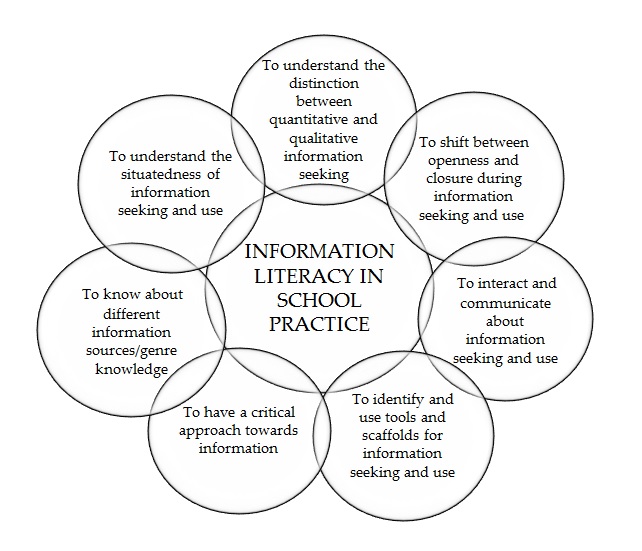 To understand the
distinction
between
quantitative and
qualitative
information
seeking
To shift between
openness and
closure during
information
seeking and use
To interact and
communicate
about
information
seeking and use
To identify and
use tools and
scaffolds for
information
seeking and use
To have a critical
approach towards
information
To know about
different
information
sources/genre
knowledge
To understand the
situatedness of
information
seeking and use
INFORMATION
LITERACY IN
SCHOOL
PRACTICE